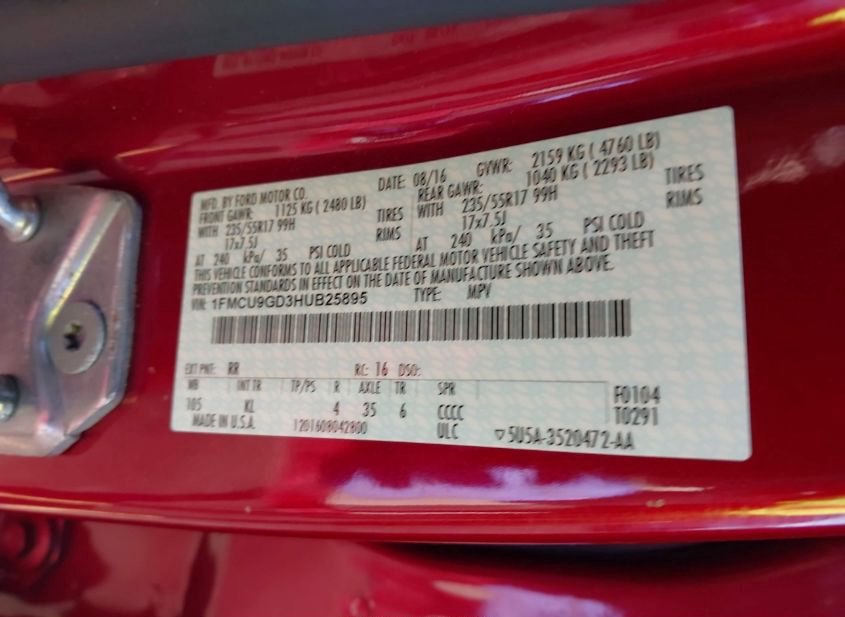 MFD. BY FORD MOTOR CO. DATE: 08/16 GVWR: 2159 KG ( 4760 LB)
FRONT GAWR: 1125 KG ( 2480 LB) REAR GAWR: 1040 KG ( 2293 LB)
WITH 235/55R17 99H TIRES WITH 235/55R17 99H TIRES
17x7.5J RIMS 17x7.5J RIMS
AT 240 kPa/ 35 PSI COLD AT 240 kPa/ 35 PSI COLD
THIS VEHICLE CONFORMS TO ALL APPLICABLE FEDERAL MOTOR VEHICLE SAFETY AND THEFT
PREVENTION STANDARDS IN EFFECT ON THE DATE OF MANUFACTURE SHOWN ABOVE.
VIN: 1FMCU9GD3HUB25895 TYPE: MPV
EXT PNT: RR RC: 16 DSO:
WB INT TR TP/PS R AXLE TR SPR
105 KL 4 35 6 CCCC
F0104
T0291
MADE IN U.S.A. 1201608042800 ULC ▽5U5A-3520472-AA